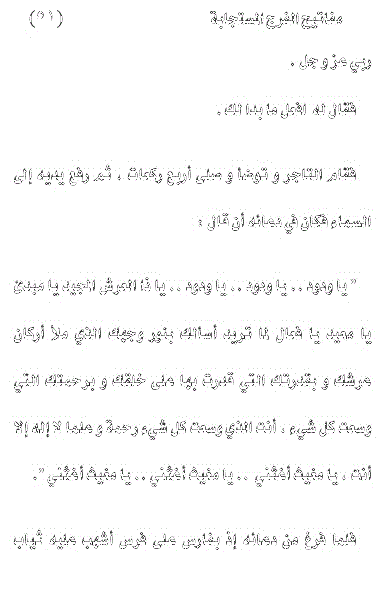 مفاتيح الفرج المستجابة (٩١)
ربي عز و جل .
فقال له افعل ما بدا لك .
فقام التاجر و توضأ و صلى أربع ركعات ، ثم رفع يديه إلى
السماء فكان في دعائه أن قال :
" يا ودود .. يا ودود .. يا ودود .. يا ذا العرش المجيد يا مبدئ
يا معيد يا فعال لما تريد أسألك بنور وجهك الذي ملأ أركان
عرشك و بقدرتك التي قدرت بها على خلقك و برحمتك التي
وسعت كل شيء ، أنت الذي وسعت كل شيء رحمة و علما لا إله إلا
أنت ، يا مغيث أغثني .. يا مغيث أغثني .. يا مغيث أغثني " .
فلما فرغ من دعائه إذ بفارس على فرس أشهب عليه ثياب